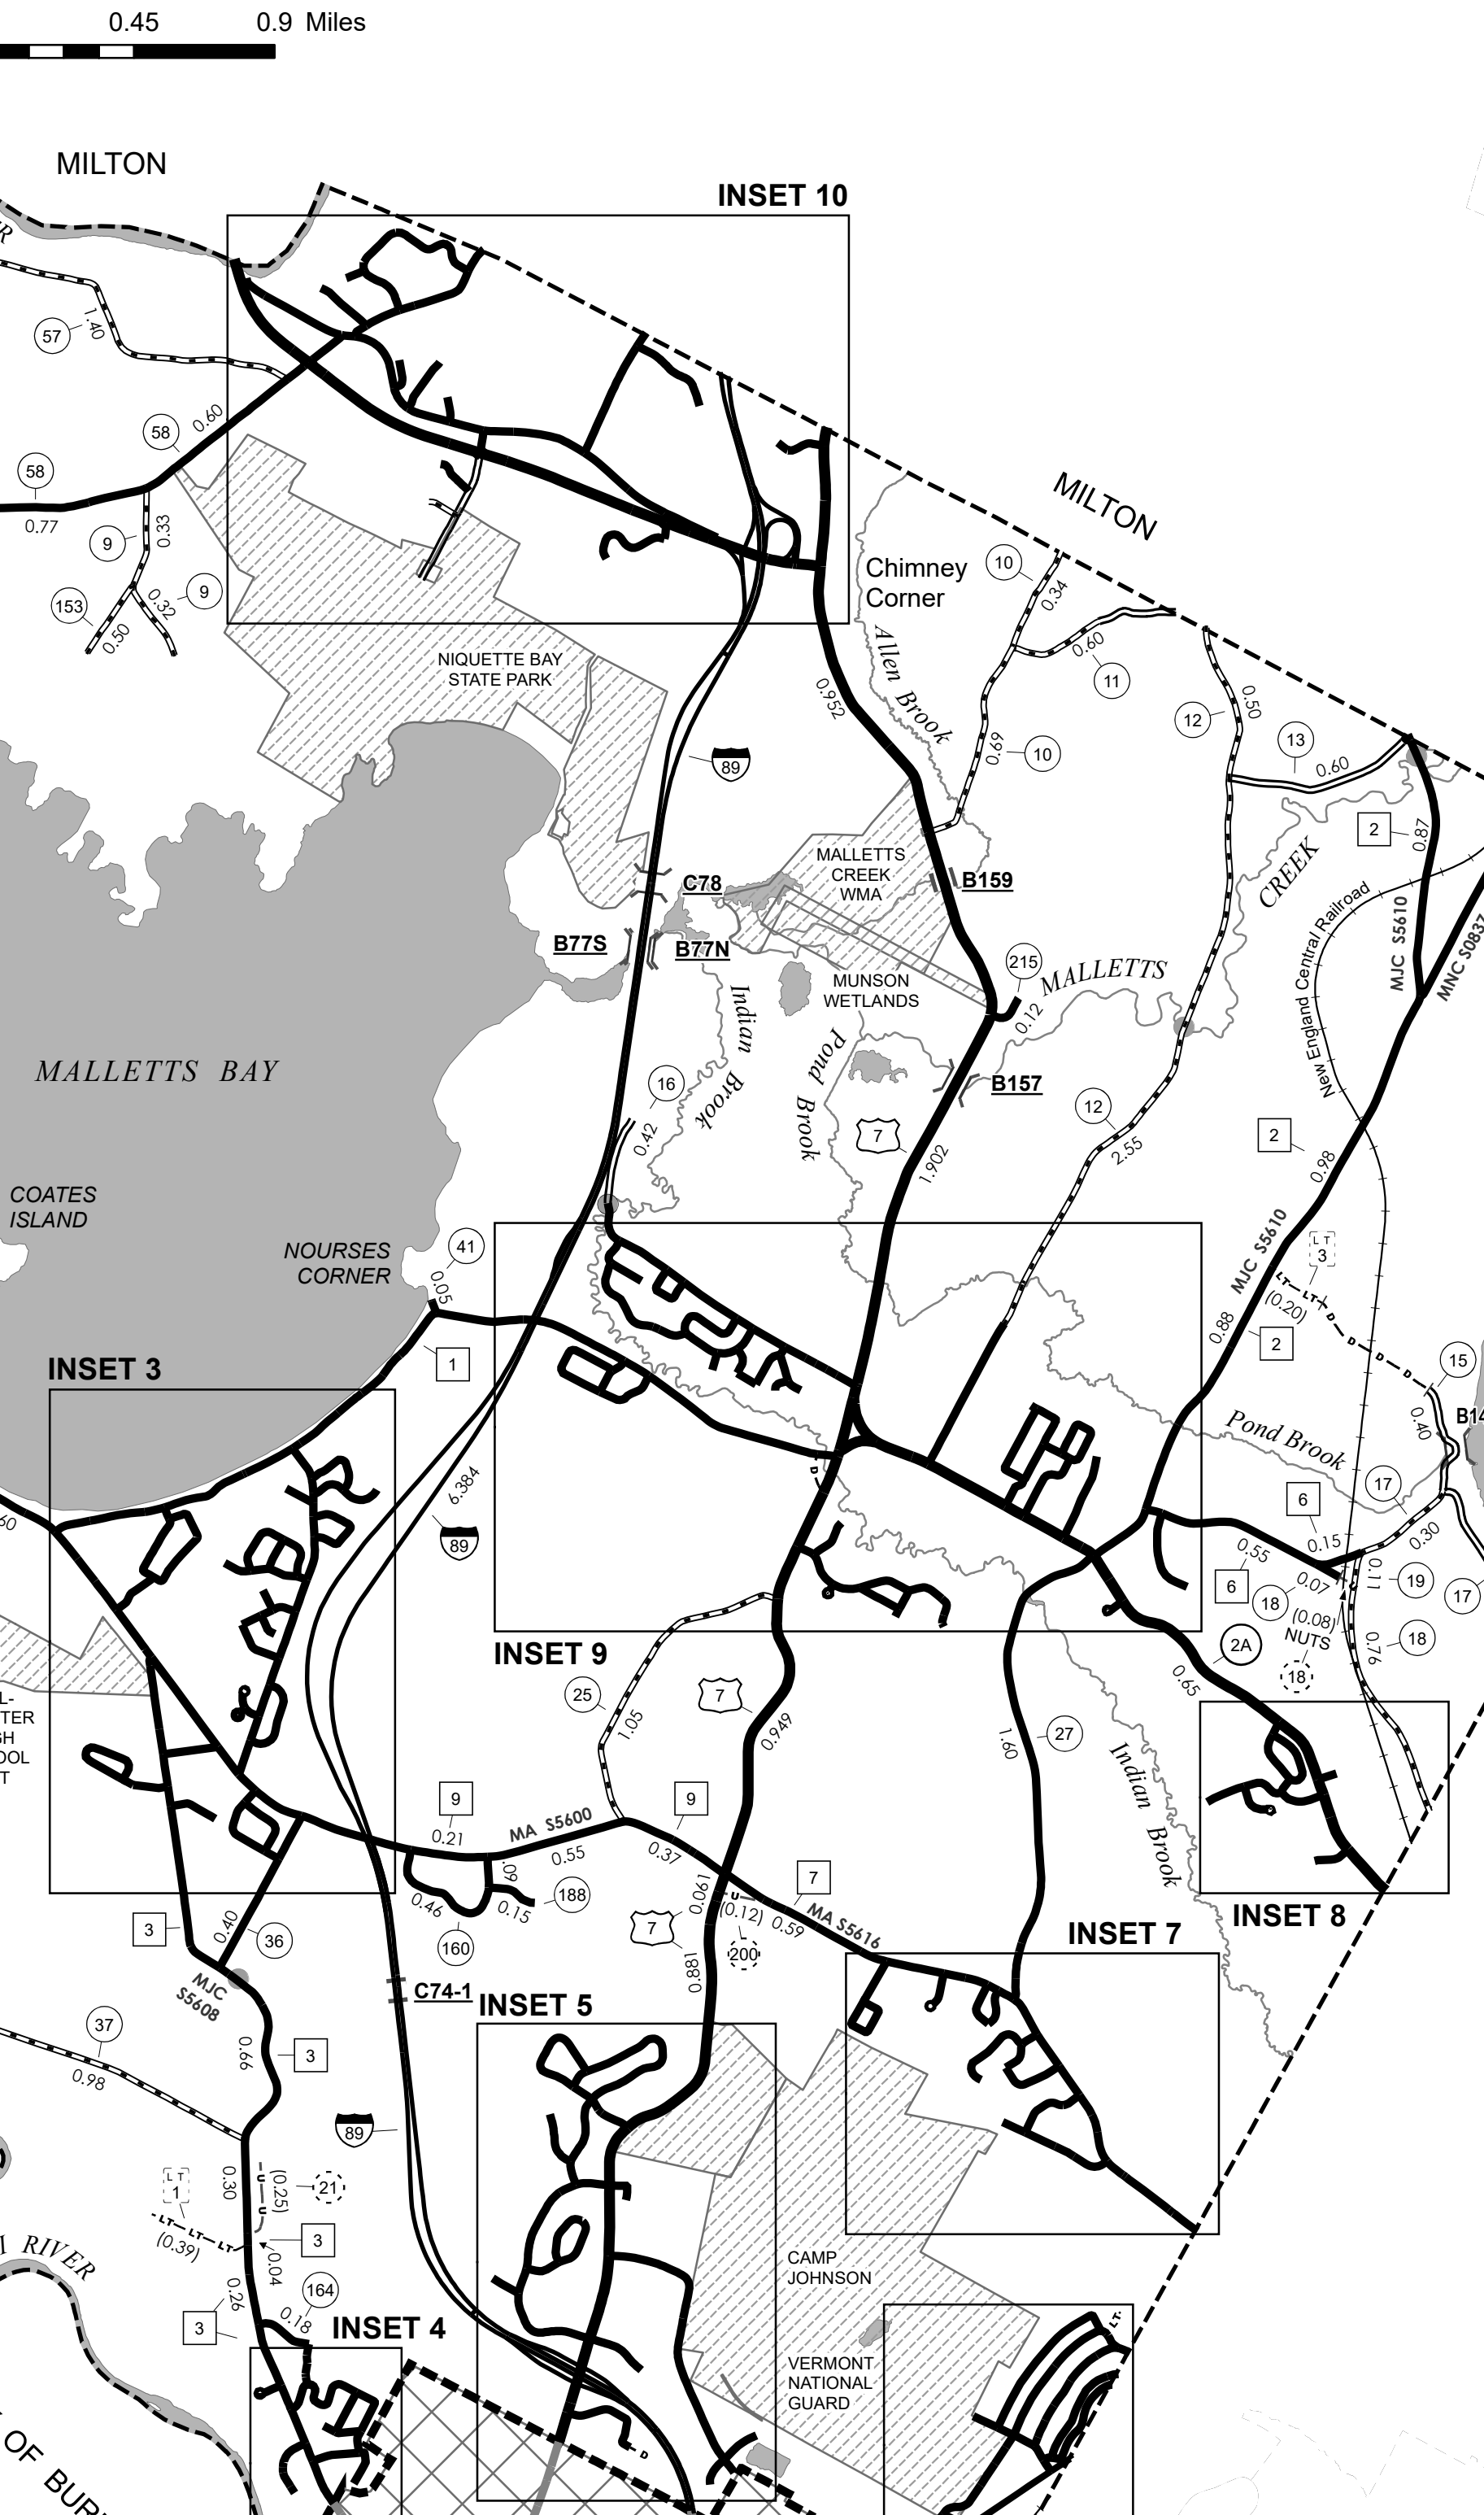 0.45 0.9 Miles
MILTON
INSET 10
57
1.40
58
0.60
58
0.77
9
0.33
9
0.32
153
0.50
MILTON
Chimney
Corner
10
0.34
0.60
11
Allen Brook
0.952
0.69
10
12
0.50
13
0.60
NIQUETTE BAY
STATE PARK
89
2
0.87
MALLETTS
CREEK
WMA
C78
B159
CREEK
B77S
B77N
New England Central Railroad
MJC S5610
MUNSON
WETLANDS
215
0.12
MALLETTS
Indian
Brook
Pond
Brook
MALLETTS BAY
16
0.42
B157
7
1.902
12
2.55
2
0.98
COATES
ISLAND
NOURSES
CORNER
41
0.05
MJC S5610
LT
3
LT LT D D D D
(0.20)
0.88
2
1
INSET 3
15
0.40
Pond Brook
6.384
89
D
17
6
0.15
0.30
0.55
6
0.07
0.11
19
17
18
(0.08)
NUTS
18
0.76
18
INSET 9
2A
0.65
25
1.05
7
0.949
1.60
27
Indian
Brook
9
0.21
MA S5600
9
0.55
0.37
.09
0.46
0.15
188
160
7
0.061
U
(0.12)
200
0.59
7
MA S5616
0.881
INSET 8
INSET 7
3
0.40
36
MJC
S5608
C74-1
INSET 5
37
0.98
0.66
3
89
LT
1
0.30
U U
(0.25)
21
LT LT LT
(0.39)
3
0.04
RIVER
0.26
164
0.18
3
INSET 4
CAMP
JOHNSON
LT
VERMONT
NATIONAL
GUARD
D
OF